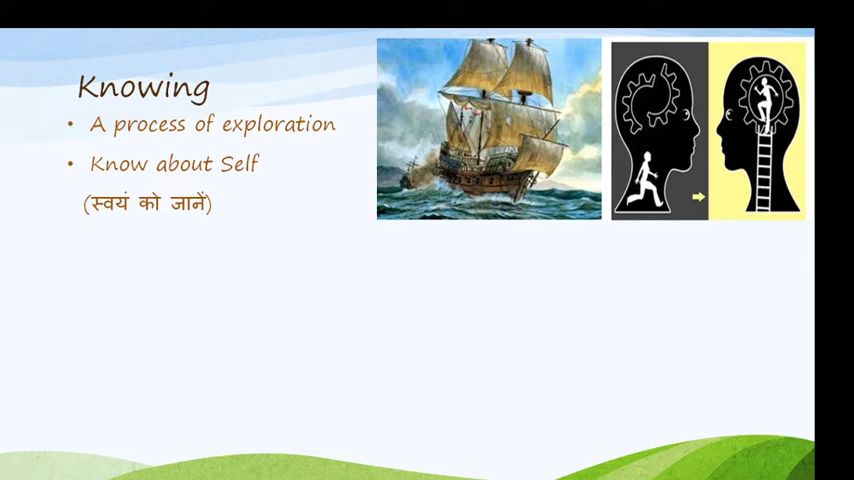 Knowing
• A process of exploration
• Know about Self
(स्वयं को जानें)